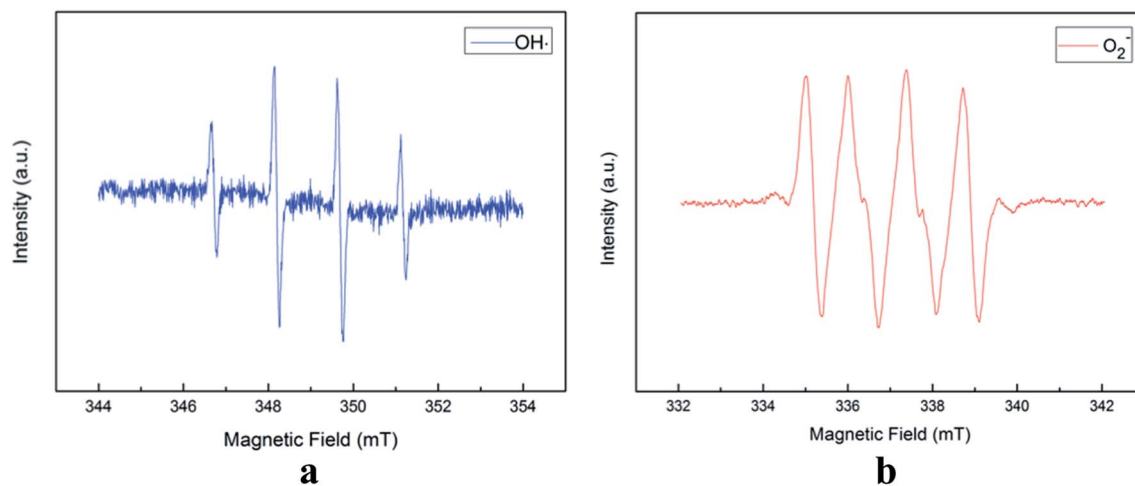 OH·
Intensity (a.u.)
344 346 348 350 352 354
Magnetic Field (mT)
a
O₂⁻
Intensity (a.u.)
332 334 336 338 340 342
Magnetic Field (mT)
b